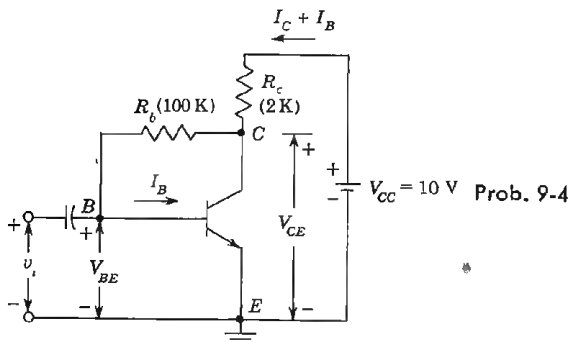 I_C + I_B
R_b (100 K)
R_c
(2 K)
C
+
I_B
B
+
+
+
V_CC = 10 V
Prob. 9-4
-
V_CE
v_i
V_BE
-
-
E
-